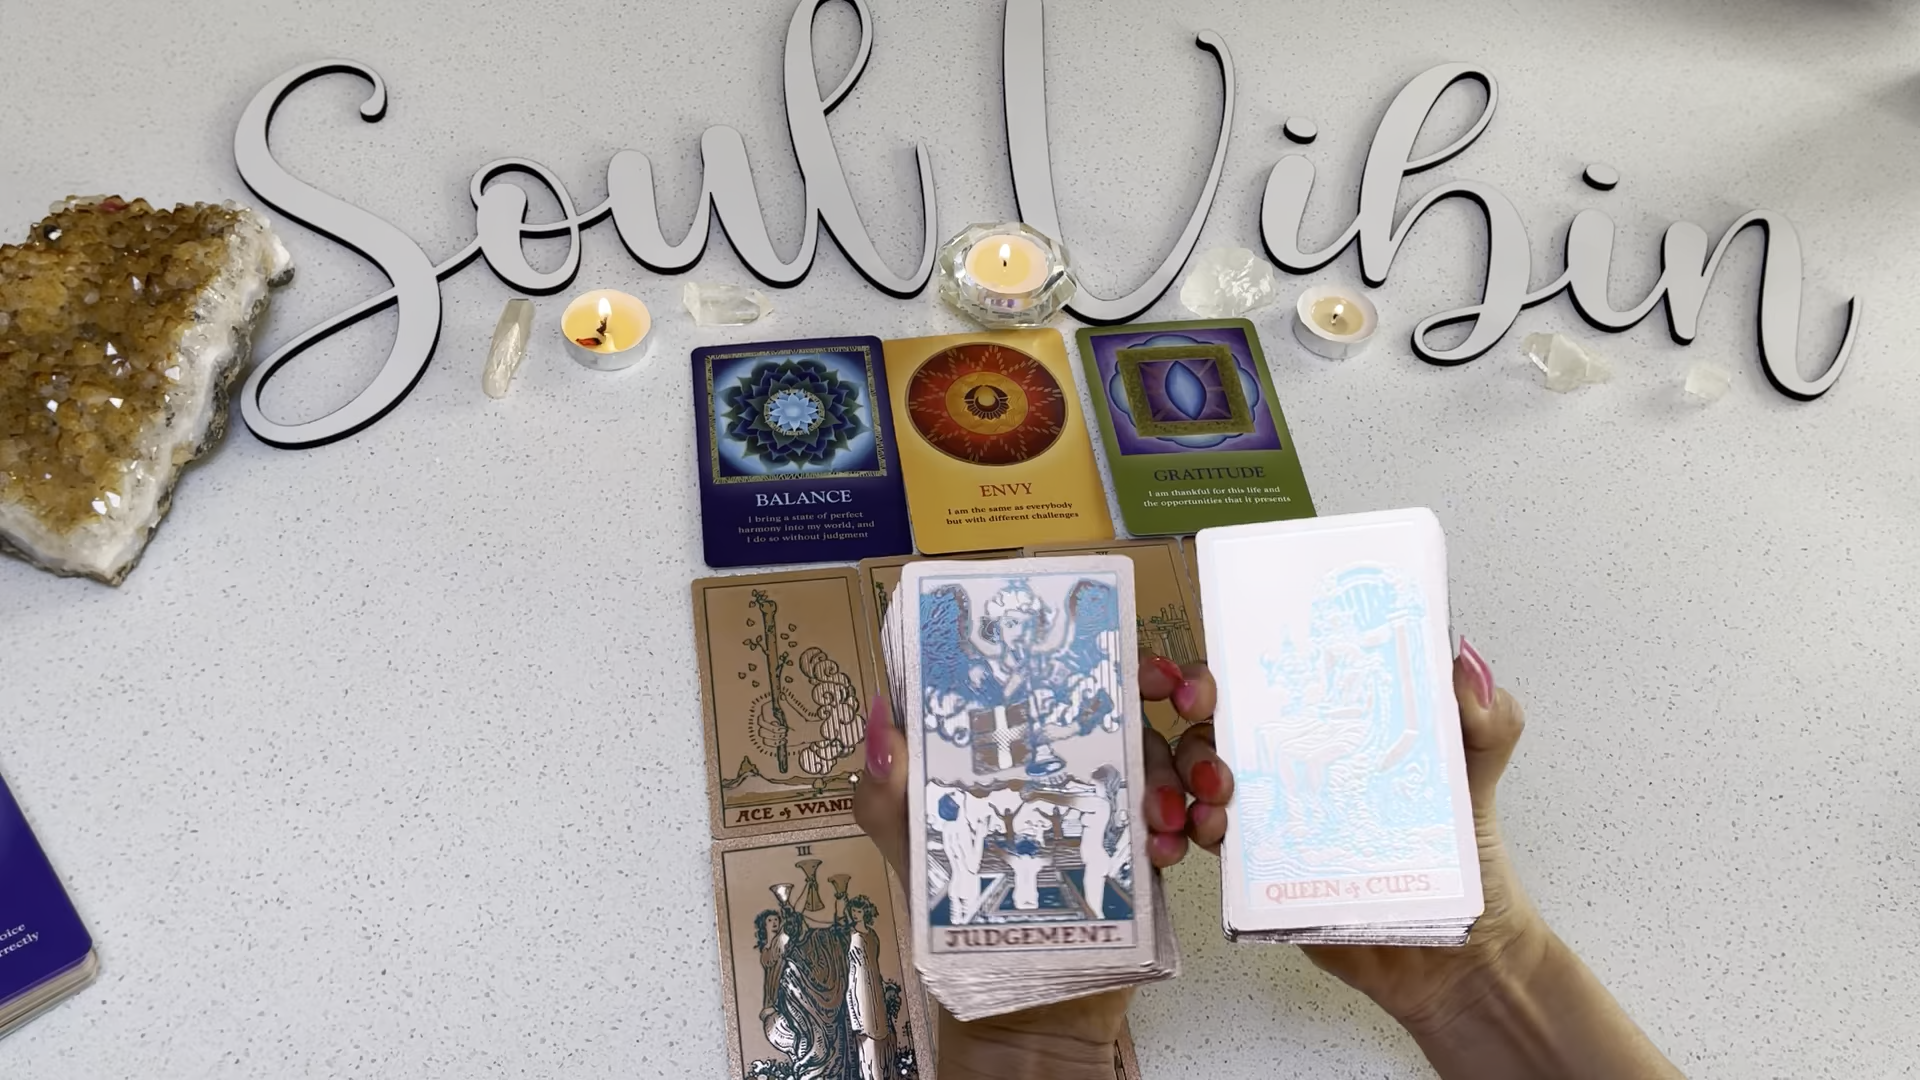 Soul Vibin
BALANCE
I bring a state of perfect
harmony into my world, and
I do so without judgment
ENVY
I am the same as everybody
but with different challenges
GRATITUDE
I am thankful for this life and
the opportunities that it presents
ACE of WAND
III
JUDGEMENT.
QUEEN of CUPS.
oice
rrectly